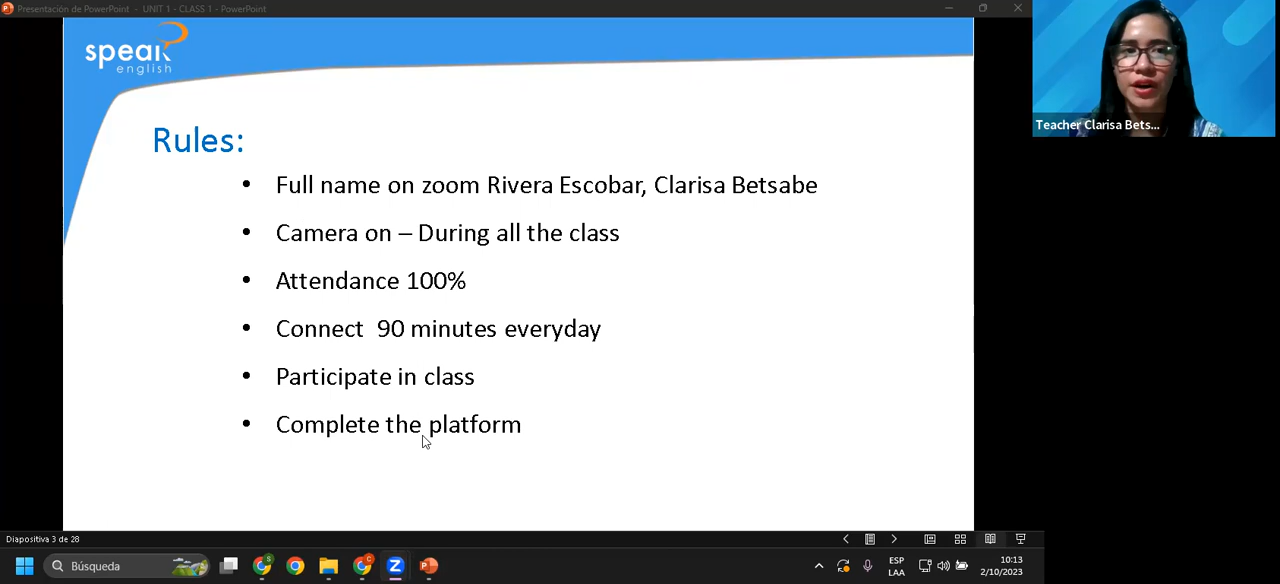 Presentación de PowerPoint - UNIT 1 - CLASS 1 - PowerPoint
speak
english
Teacher Clarisa Bets...
Rules:
• Full name on zoom Rivera Escobar, Clarisa Betsabe
• Camera on – During all the class
• Attendance 100%
• Connect 90 minutes everyday
• Participate in class
• Complete the platform
Diapositiva 3 de 28
Búsqueda
ESP
LAA
10:13
2/10/2023